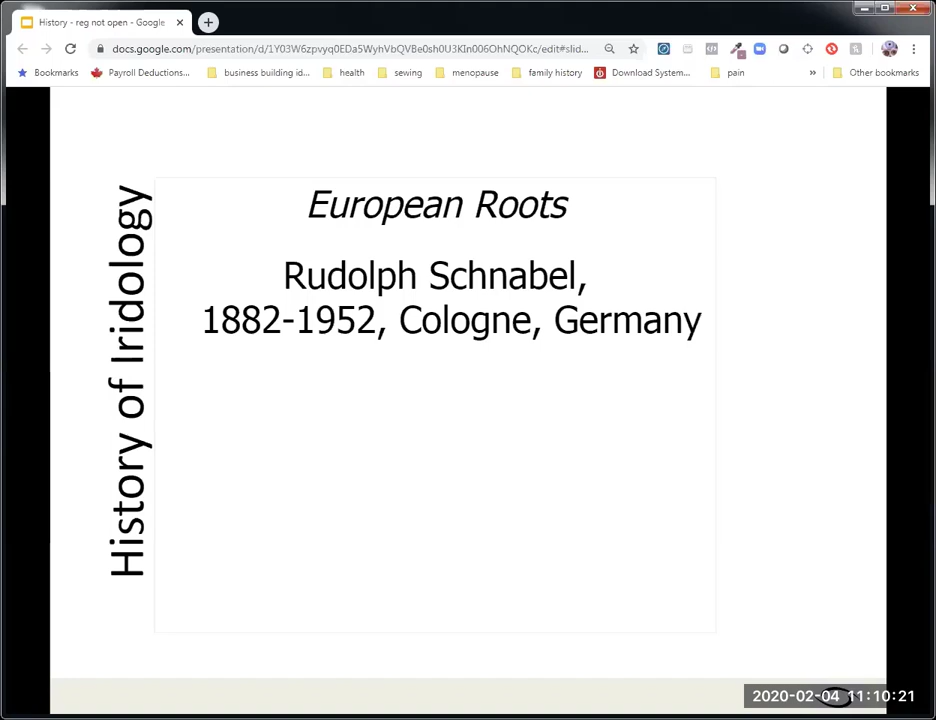 History - reg not open - Google
docs.google.com/presentation/d/1Y03W6zpvyq0EDa5WyhVbQVBe0sh0U3KIn006OhNQOKc/edit#slid...
Bookmarks
Payroll Deductions...
business building id...
health
sewing
menopause
family history
Download System...
pain
»
Other bookmarks
History of Iridology
European Roots
Rudolph Schnabel,
1882-1952, Cologne, Germany
2020-02-04 11:10:21